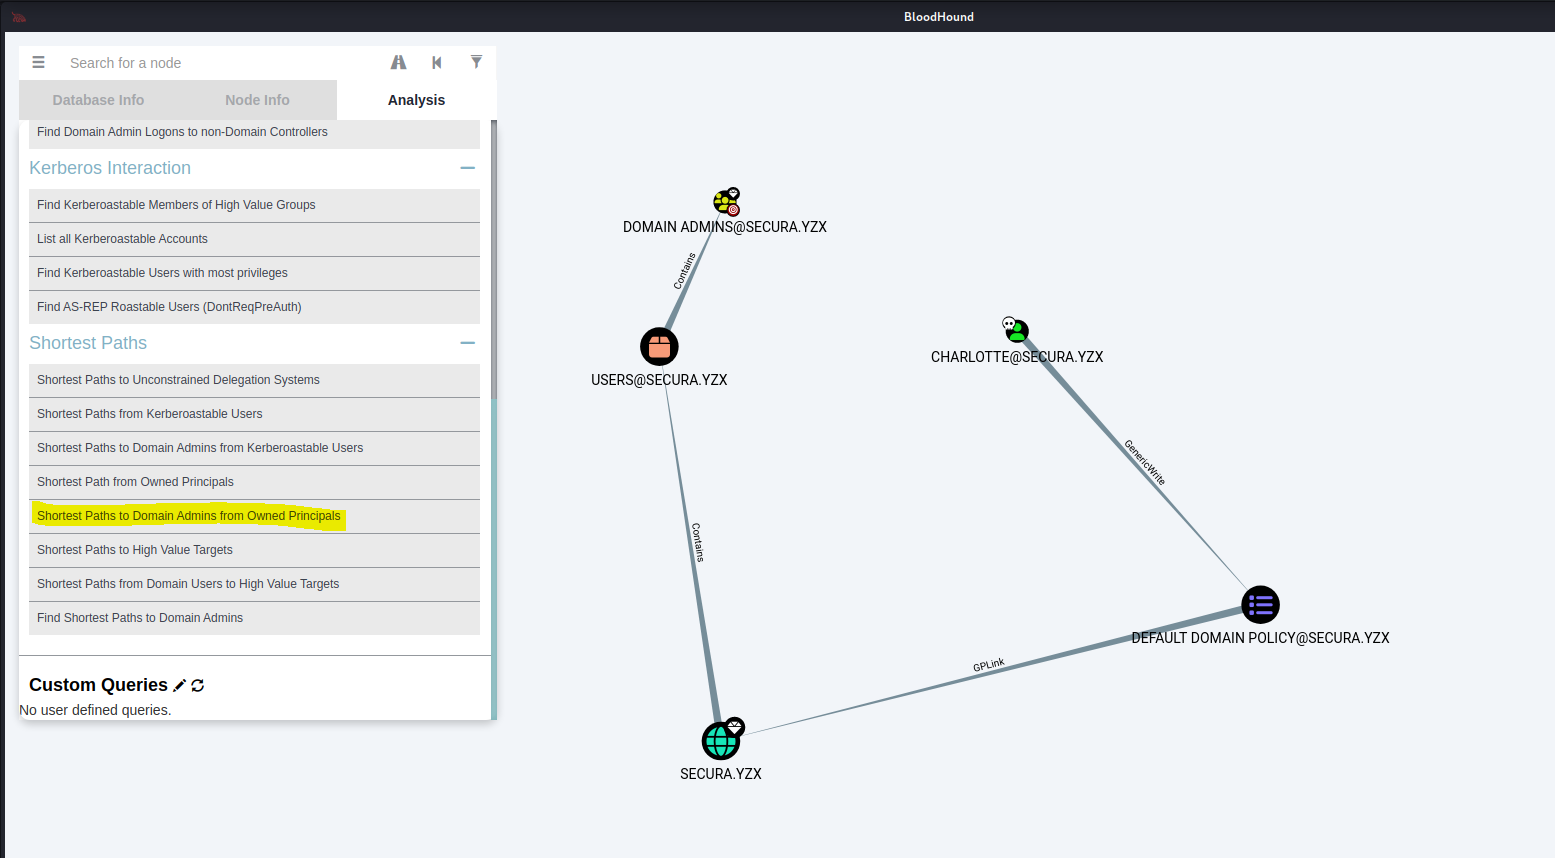 BloodHound
Search for a node
Database Info
Node Info
Analysis
Find Domain Admin Logons to non-Domain Controllers
Kerberos Interaction
Find Kerberoastable Members of High Value Groups
List all Kerberoastable Accounts
Find Kerberoastable Users with most privileges
Find AS-REP Roastable Users (DontReqPreAuth)
Shortest Paths
Shortest Paths to Unconstrained Delegation Systems
Shortest Paths from Kerberoastable Users
Shortest Paths to Domain Admins from Kerberoastable Users
Shortest Path from Owned Principals
Shortest Paths to Domain Admins from Owned Principals
Shortest Paths to High Value Targets
Shortest Paths from Domain Users to High Value Targets
Find Shortest Paths to Domain Admins
Custom Queries
No user defined queries.
DOMAIN ADMINS@SECURA.YZX
Contains
USERS@SECURA.YZX
CHARLOTTE@SECURA.YZX
GenericWrite
Contains
DEFAULT DOMAIN POLICY@SECURA.YZX
GPLink
SECURA.YZX